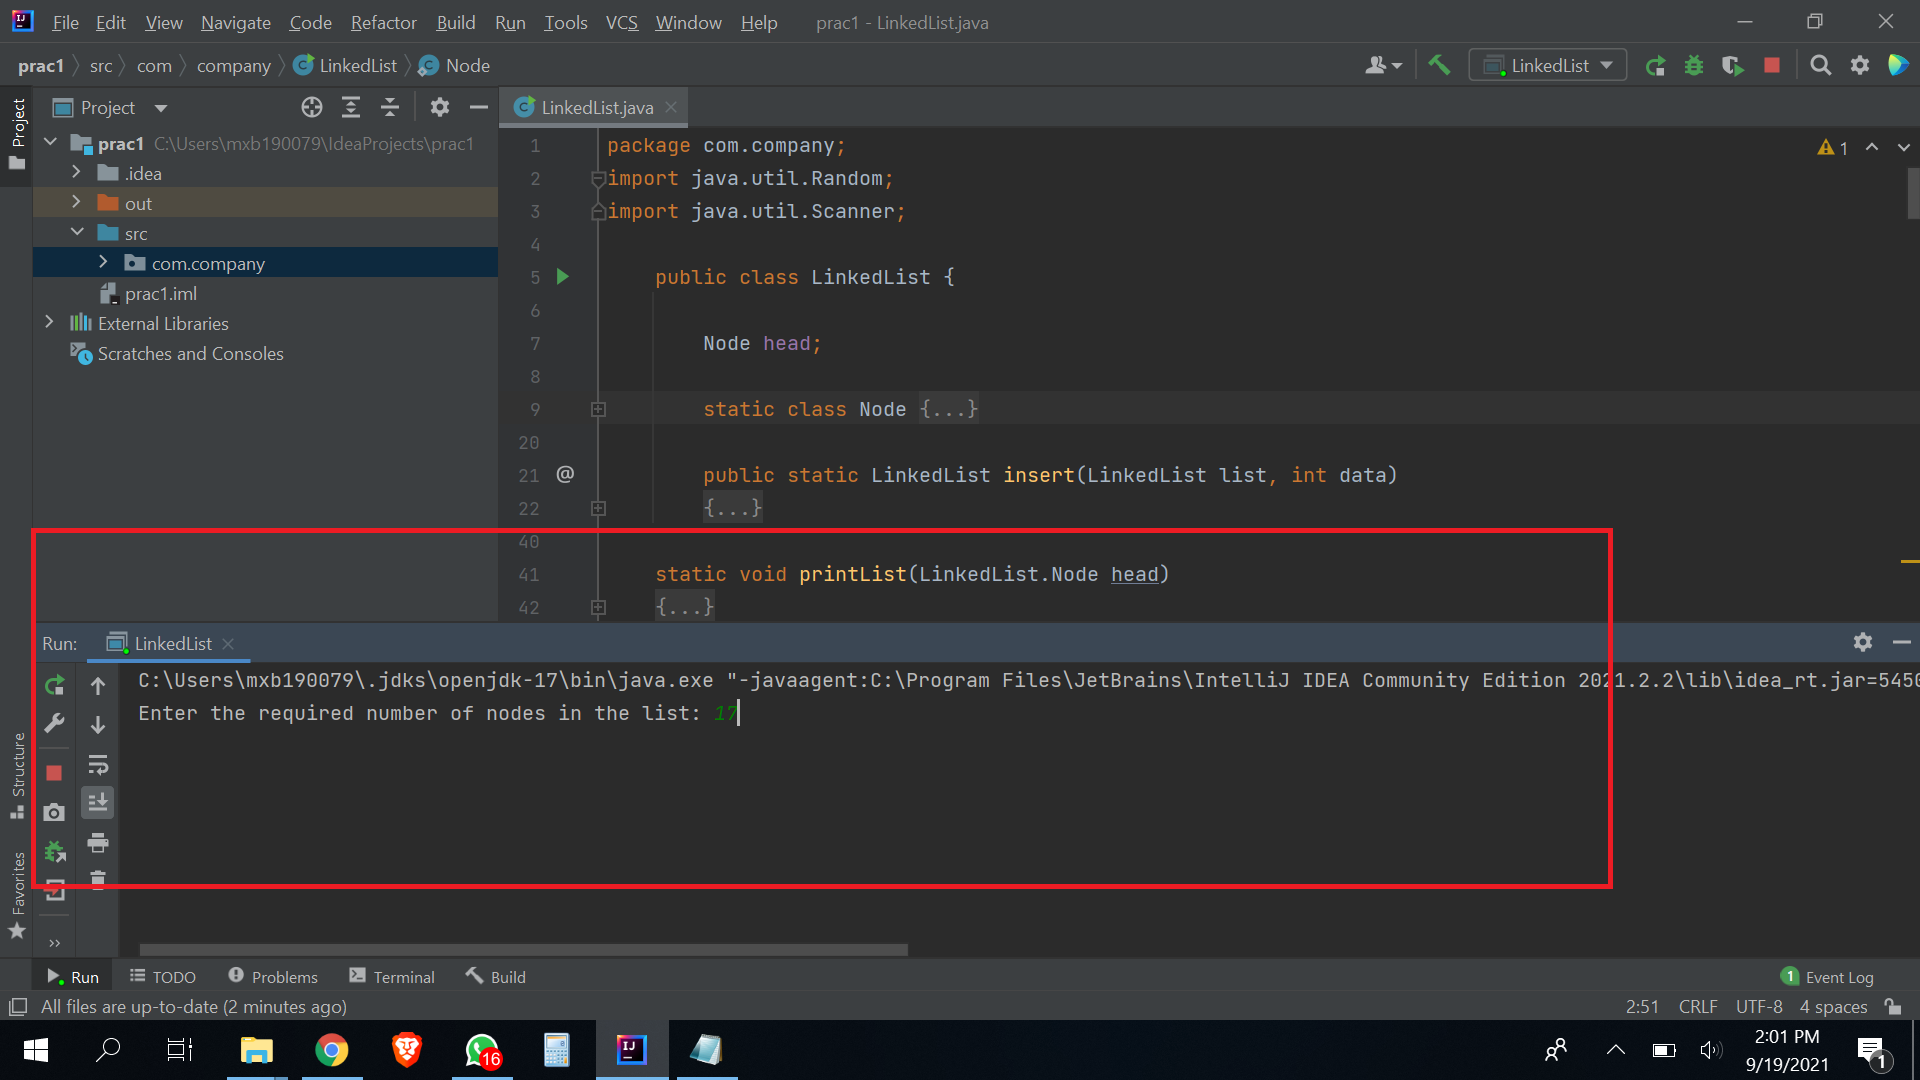 File Edit View Navigate Code Refactor Build Run Tools VCS Window Help prac1 - LinkedList.java
prac1 src com company LinkedList Node
LinkedList
Project
Project
LinkedList.java
prac1 C:\Users\mxb190079\IdeaProjects\prac1
.idea
out
src
com.company
prac1.iml
External Libraries
Scratches and Consoles
1 package com.company;
2 import java.util.Random;
3 import java.util.Scanner;
4
5 public class LinkedList {
6
7 Node head;
8
9 static class Node {...}
20
21 @ public static LinkedList insert(LinkedList list, int data)
22 {...}
40
41 static void printList(LinkedList.Node head)
42 {...}
1
Run: LinkedList
C:\Users\mxb190079\.jdks\openjdk-17\bin\java.exe "-javaagent:C:\Program Files\JetBrains\IntelliJ IDEA Community Edition 2021.2.2\lib\idea_rt.jar=5450
Enter the required number of nodes in the list: 17
Structure
Favorites
Run TODO Problems Terminal Build
1 Event Log
All files are up-to-date (2 minutes ago)
2:51 CRLF UTF-8 4 spaces
16
IJ
2:01 PM
9/19/2021
1